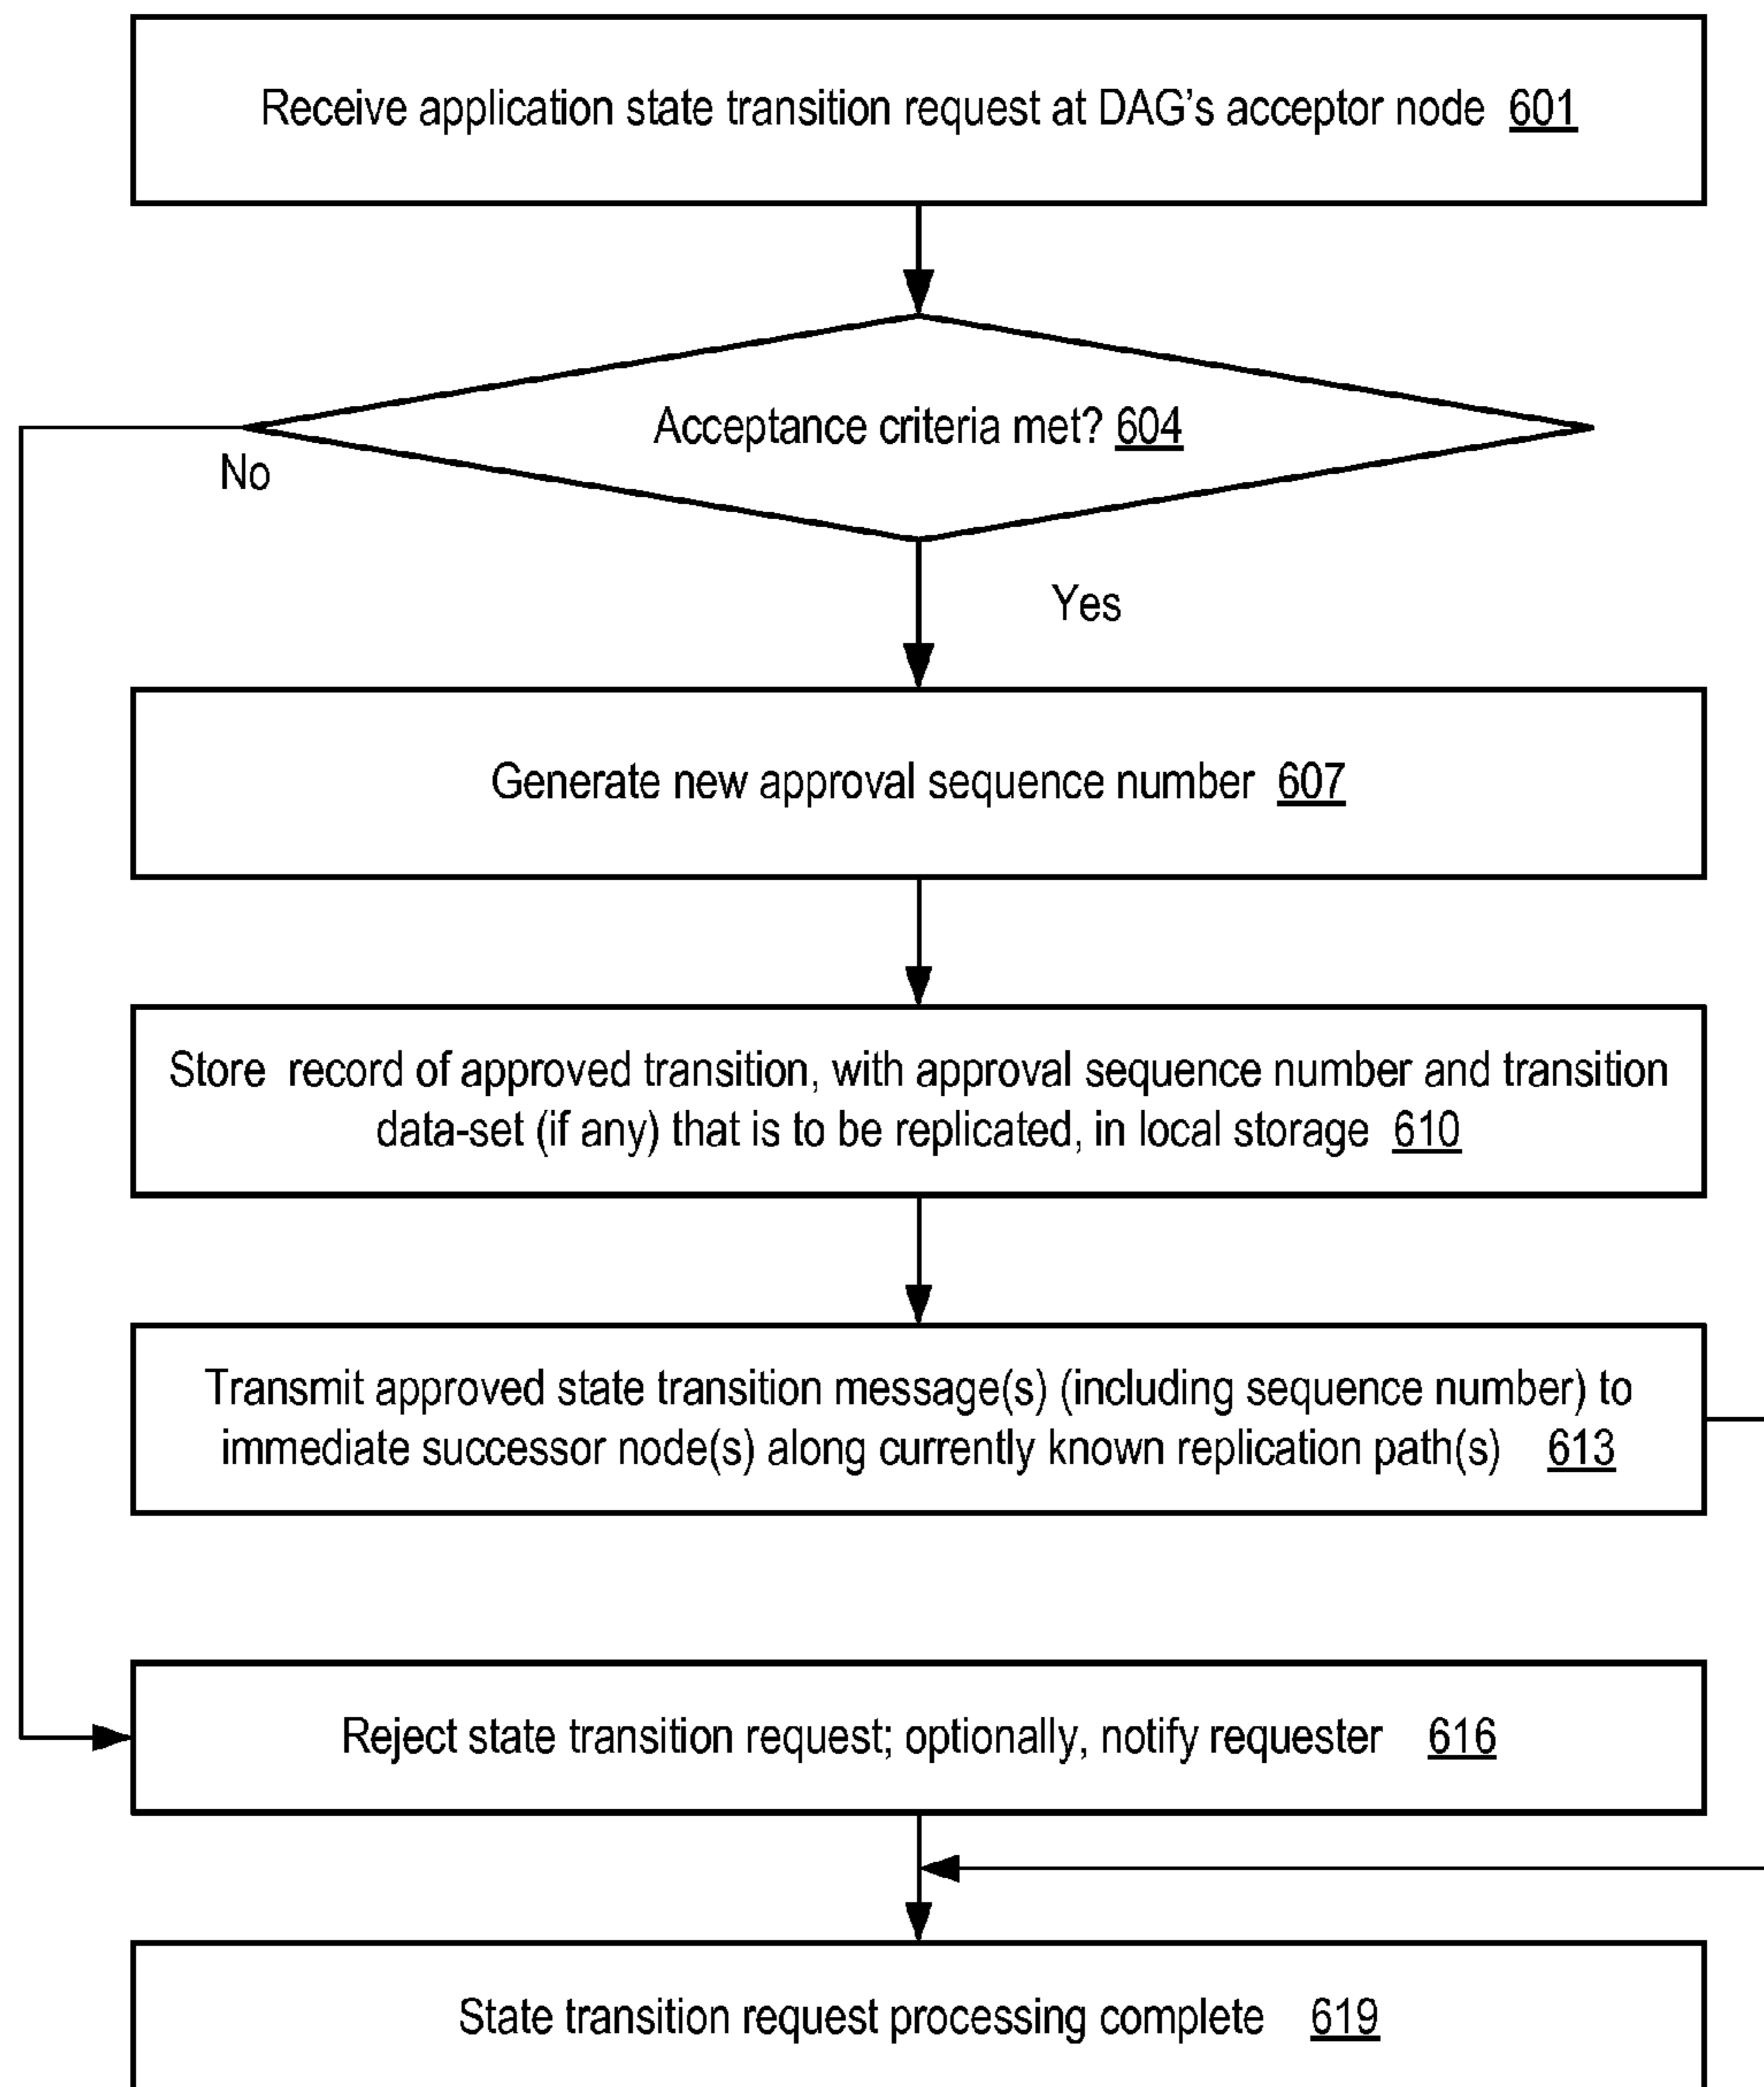 Receive application state transition request at DAG's acceptor node 601
Acceptance criteria met? 604
No
Yes
Generate new approval sequence number 607
Store record of approved transition, with approval sequence number and transition
data-set (if any) that is to be replicated, in local storage 610
Transmit approved state transition message(s) (including sequence number) to
immediate successor node(s) along currently known replication path(s) 613
Reject state transition request; optionally, notify requester 616
State transition request processing complete 619